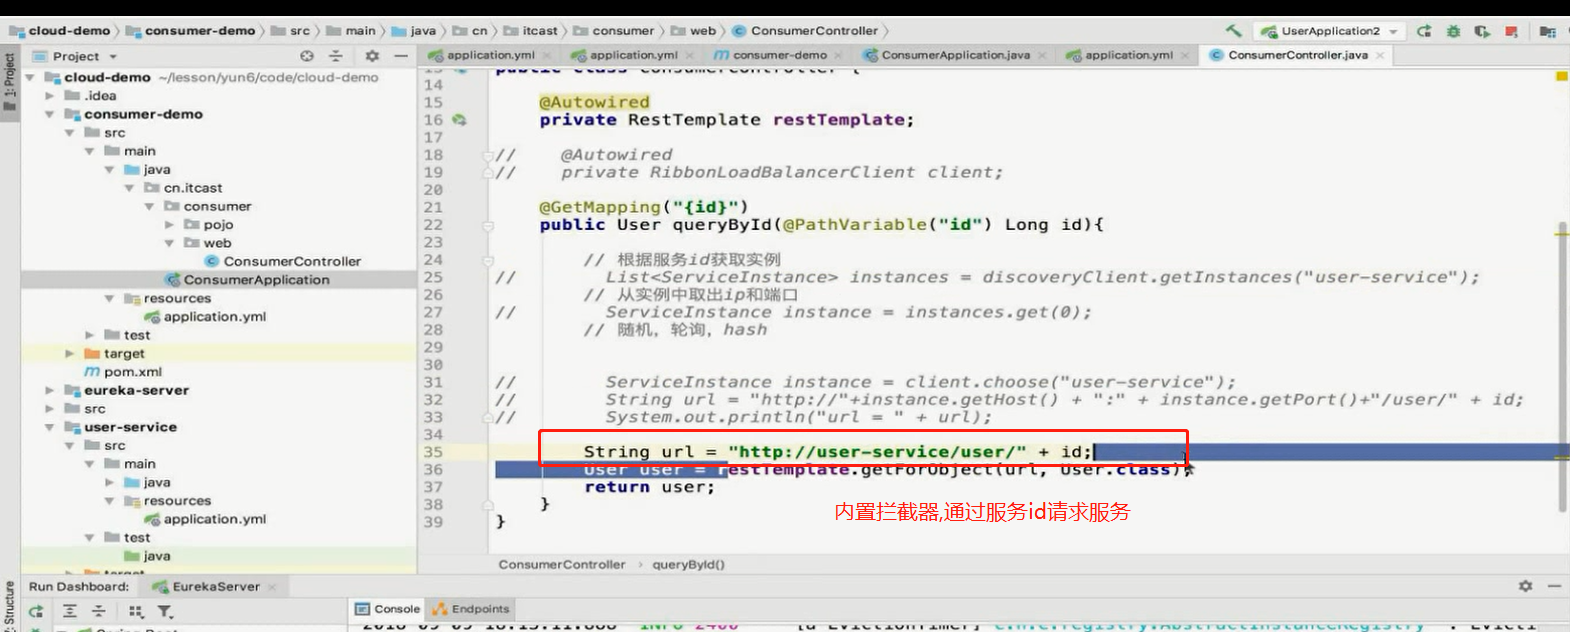 cloud-demo consumer-demo src main java cn itcast consumer web ConsumerController
UserApplication2
1: Project
Project
application.yml application.yml consumer-demo ConsumerApplication.java application.yml ConsumerController.java
cloud-demo ~/lesson/yun6/code/cloud-demo
.idea
consumer-demo
src
main
java
cn.itcast
consumer
pojo
web
ConsumerController
ConsumerApplication
resources
application.yml
test
target
pom.xml
eureka-server
src
user-service
src
main
java
resources
application.yml
test
java
13 public class ConsumerController {
14
15 @Autowired
16 private RestTemplate restTemplate;
17
18 // @Autowired
19 // private RibbonLoadBalancerClient client;
20
21 @GetMapping("{id}")
22 public User queryById(@PathVariable("id") Long id){
23
24 // 根据服务id获取实例
25 // List<ServiceInstance> instances = discoveryClient.getInstances("user-service");
26 // 从实例中取出ip和端口
27 // ServiceInstance instance = instances.get(0);
28 // 随机，轮询，hash
29
30
31 // ServiceInstance instance = client.choose("user-service");
32 // String url = "http://"+instance.getHost() + ":" + instance.getPort()+"/user/" + id;
33 // System.out.println("url = " + url);
34
35 String url = "http://user-service/user/" + id;
36 User user = restTemplate.getForObject(url, User.class);
37 return user;
38 }
39 }
内置拦截器,通过服务id请求服务
ConsumerController queryById()
Run Dashboard: EurekaServer
Structure
Console Endpoints